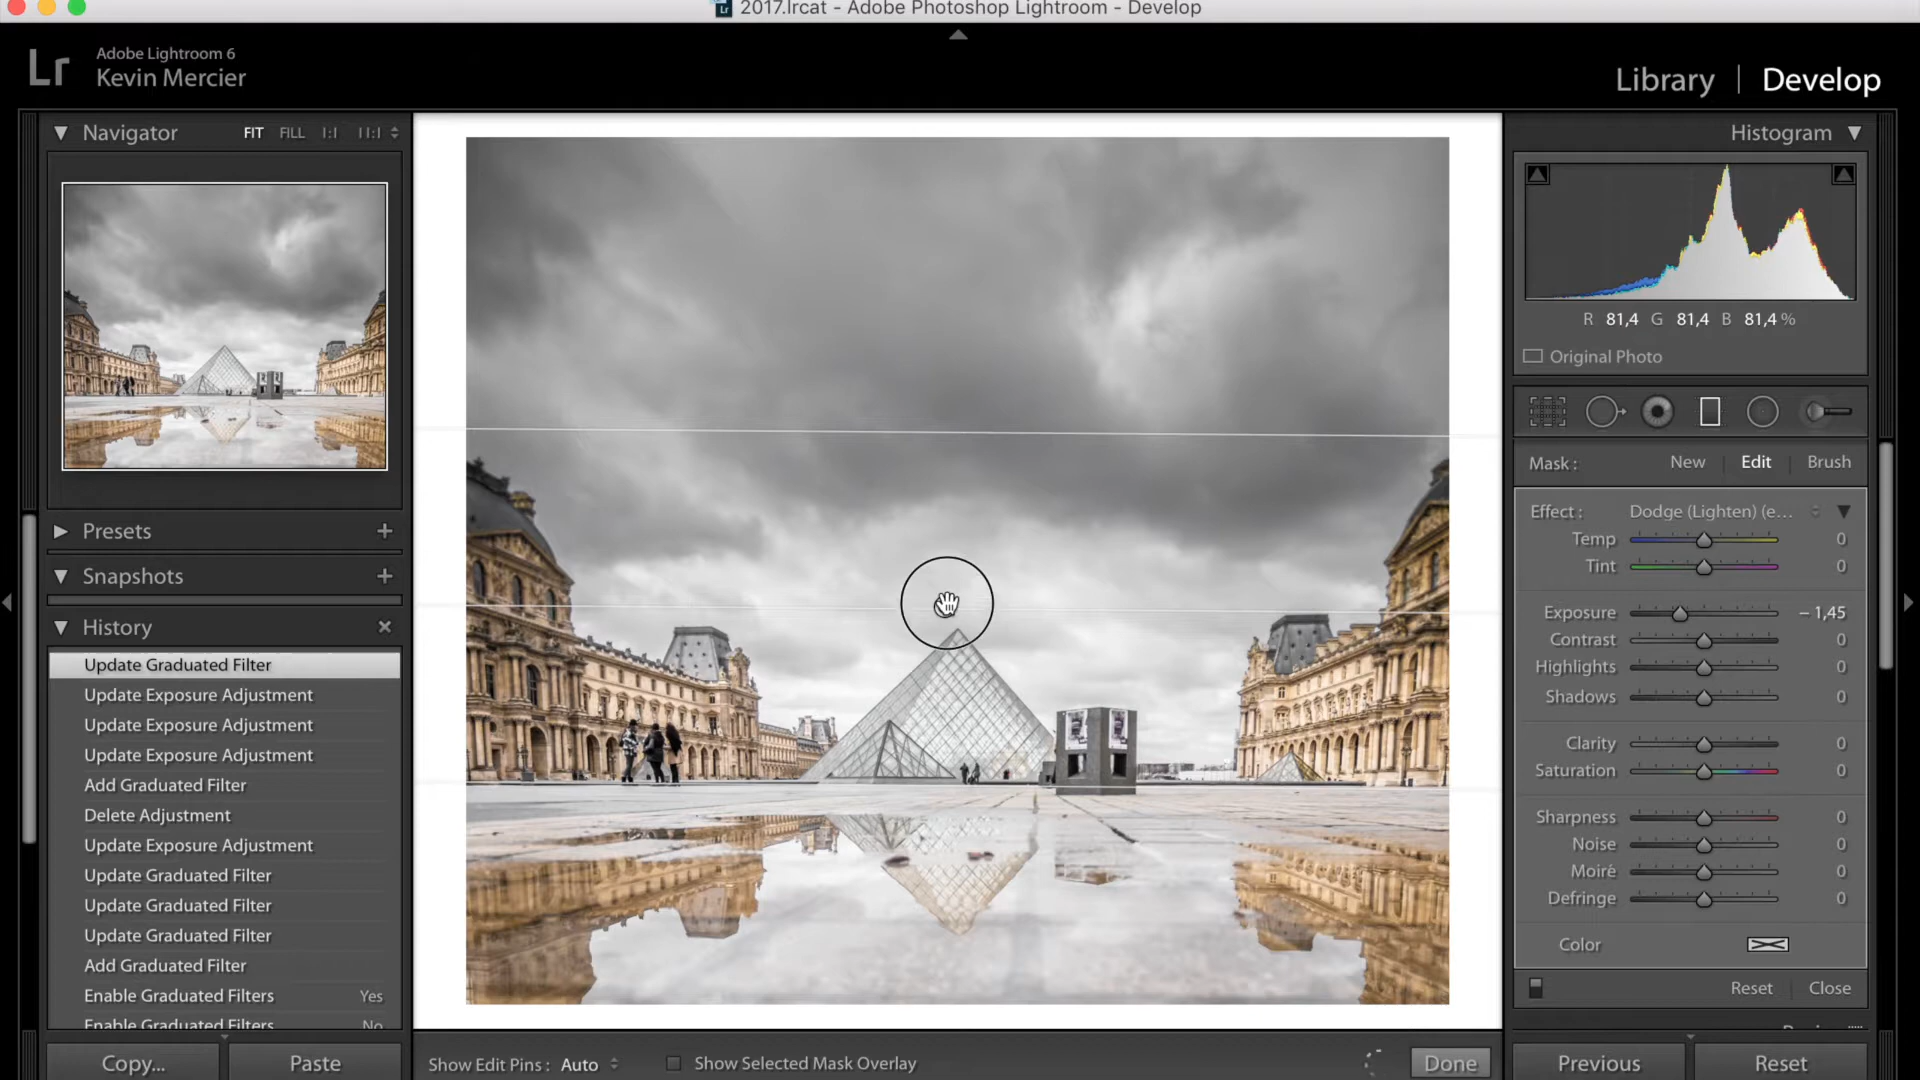 2017.lrcat - Adobe Photoshop Lightroom - Develop
Lr
Adobe Lightroom 6
Kevin Mercier
Library | Develop
Navigator FIT FILL 1:1 11:1
Presets +
Snapshots +
History ×
Update Graduated Filter
Update Exposure Adjustment
Update Exposure Adjustment
Update Exposure Adjustment
Add Graduated Filter
Delete Adjustment
Update Exposure Adjustment
Update Graduated Filter
Update Graduated Filter
Update Graduated Filter
Add Graduated Filter
Enable Graduated Filters Yes
Enable Graduated Filters No
Copy... Paste
Show Edit Pins : Auto Show Selected Mask Overlay Done
Histogram
R 81,4 G 81,4 B 81,4 %
Original Photo
Mask : New Edit Brush
Effect : Dodge (Lighten) (e...
Temp 0
Tint 0
Exposure − 1,45
Contrast 0
Highlights 0
Shadows 0
Clarity 0
Saturation 0
Sharpness 0
Noise 0
Moiré 0
Defringe 0
Color
Reset Close
Previous Reset